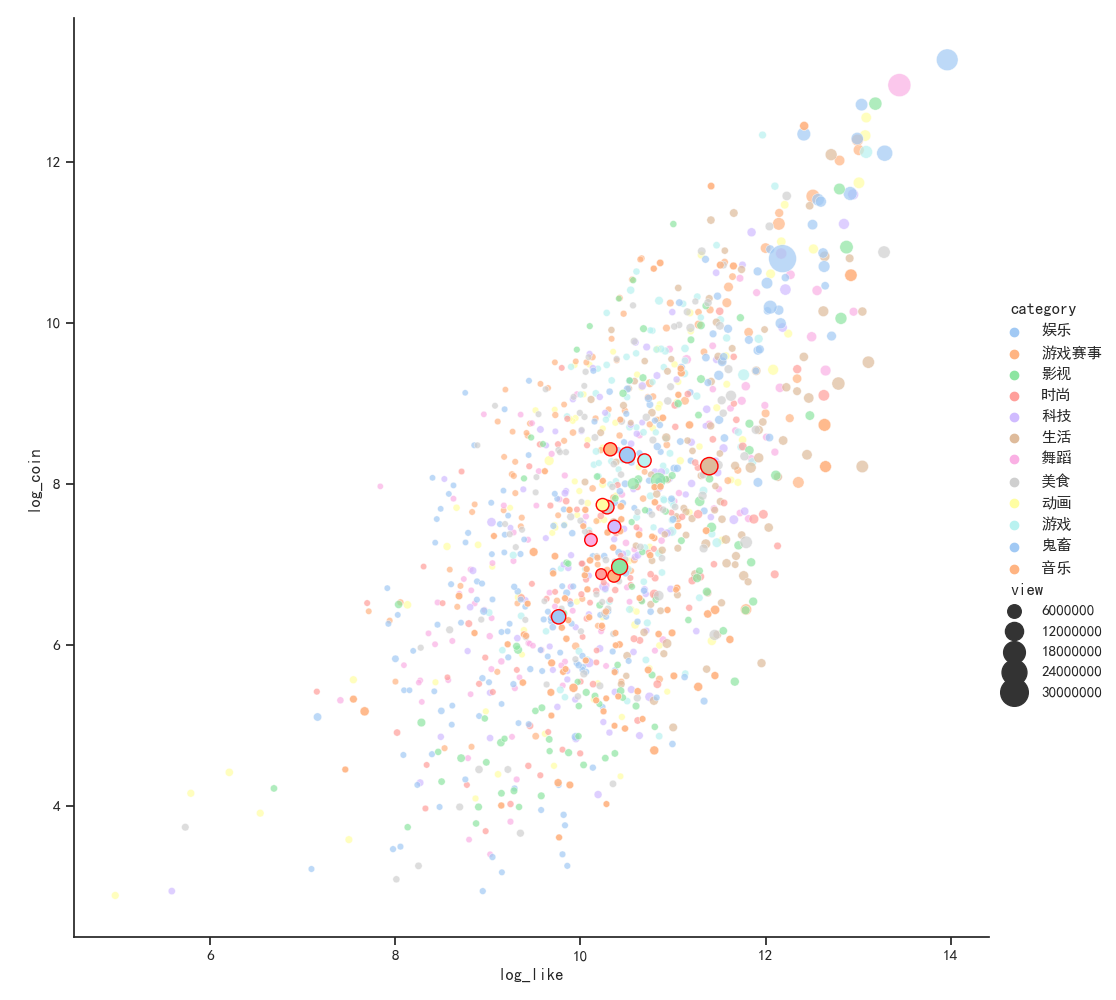 12
10
8
6
4
log_coin
6
8
10
12
14
log_like
category
娱乐
游戏赛事
影视
时尚
科技
生活
舞蹈
美食
动画
游戏
鬼畜
音乐
view
6000000
12000000
18000000
24000000
30000000